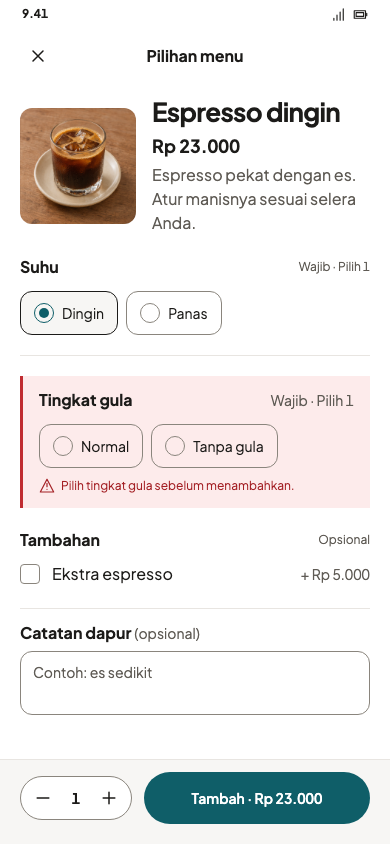 9.41
Pilihan menu
Espresso dingin
Rp 23.000
Espresso pekat dengan es.
Atur manisnya sesuai selera
Anda.
Suhu
Wajib · Pilih 1
Dingin
Panas
Tingkat gula
Wajib · Pilih 1
Normal
Tanpa gula
Pilih tingkat gula sebelum menambahkan.
Tambahan
Opsional
Ekstra espresso
+ Rp 5.000
Catatan dapur (opsional)
Contoh: es sedikit
1
Tambah · Rp 23.000